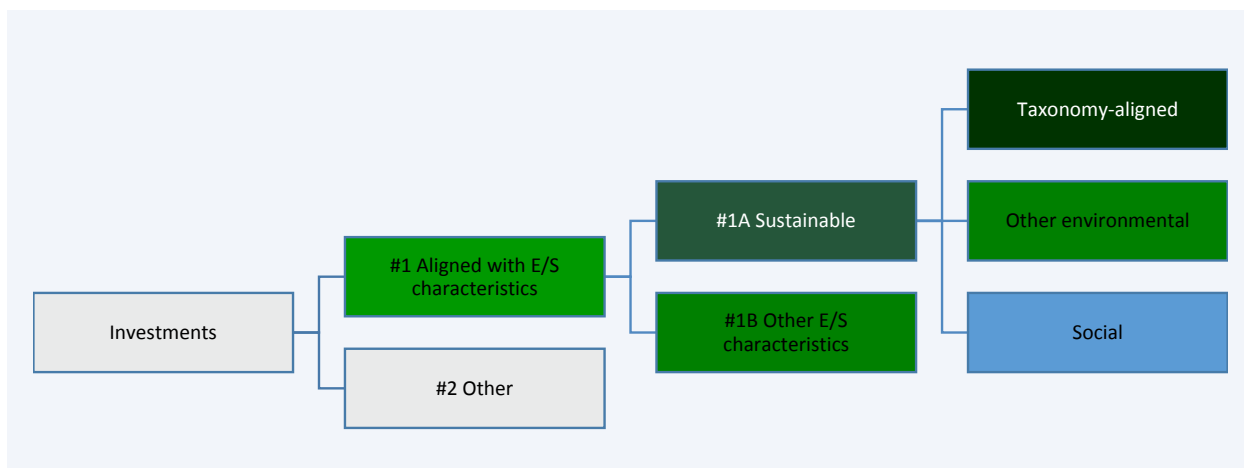 Taxonomy-aligned
#1A Sustainable
Other environmental
#1 Aligned with E/S
characteristics
Investments
#1B Other E/S
characteristics
Social
#2 Other